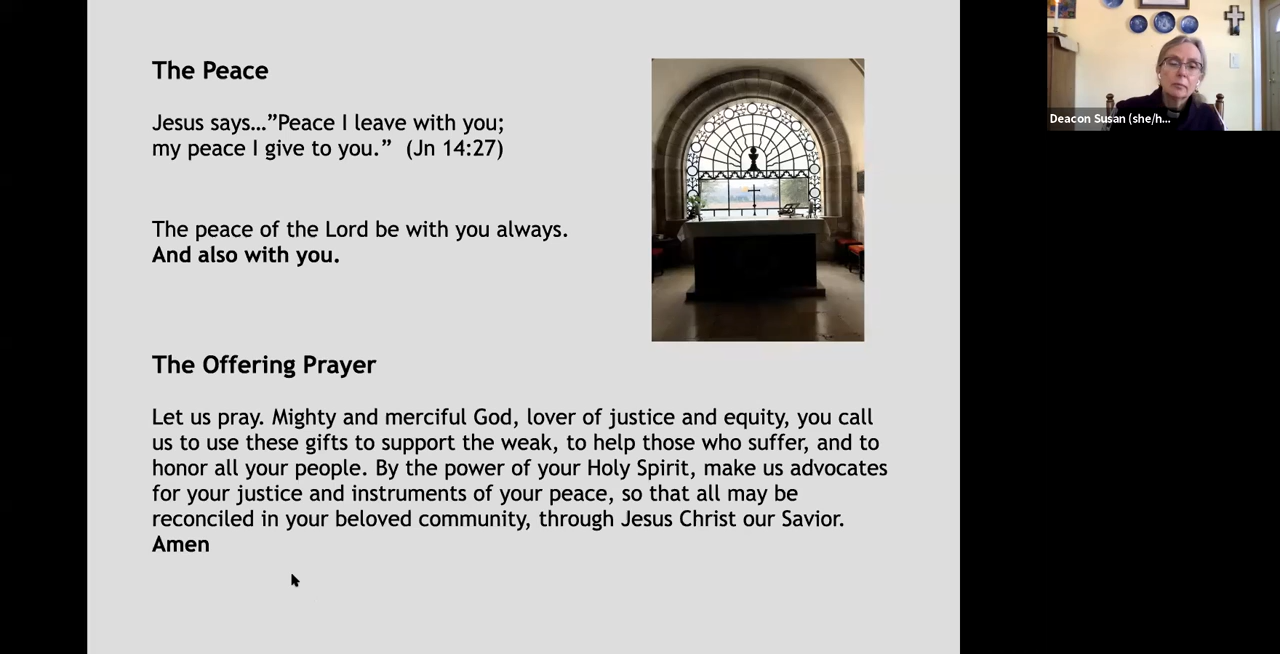 The Peace
Jesus says...”Peace I leave with you;
my peace I give to you.” (Jn 14:27)
The peace of the Lord be with you always.
And also with you.
The Offering Prayer
Let us pray. Mighty and merciful God, lover of justice and equity, you call
us to use these gifts to support the weak, to help those who suffer, and to
honor all your people. By the power of your Holy Spirit, make us advocates
for your justice and instruments of your peace, so that all may be
reconciled in your beloved community, through Jesus Christ our Savior.
Amen
Deacon Susan (she/h...